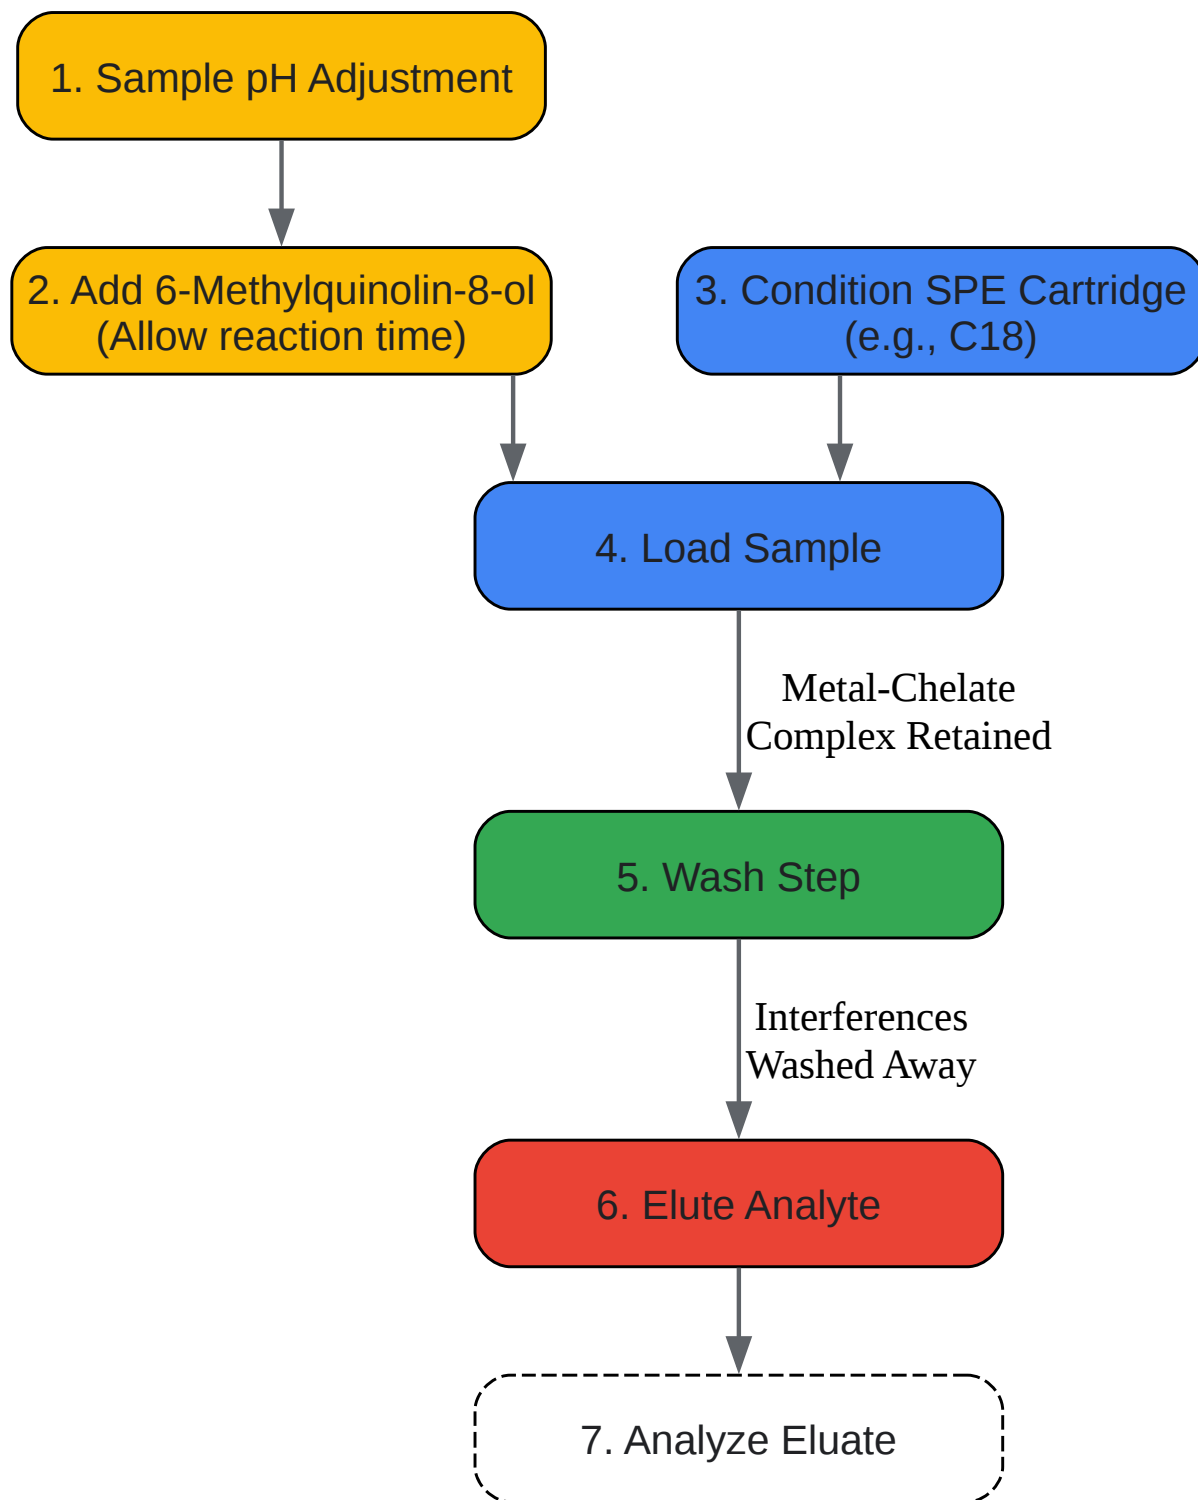 1. Sample pH Adjustment
2. Add 6-Methylquinolin-8-ol
(Allow reaction time)
3. Condition SPE Cartridge
(e.g., C18)
4. Load Sample
Metal-Chelate
Complex Retained
5. Wash Step
Interferences
Washed Away
6. Elute Analyte
7. Analyze Eluate